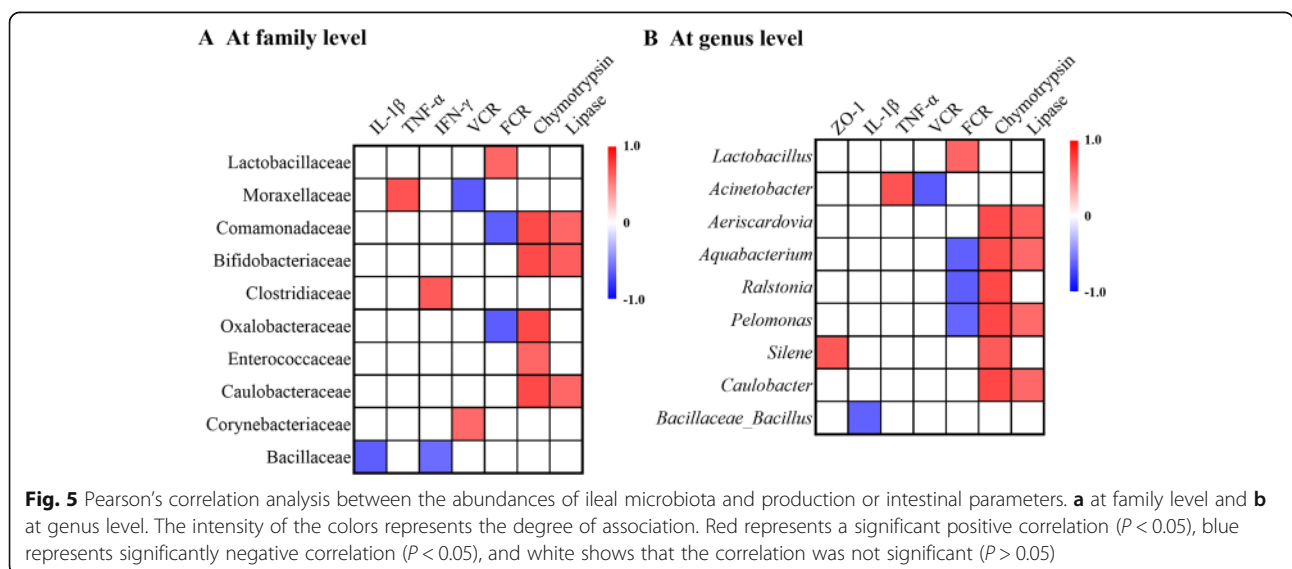 A At family level
IL-1β TNF-α IFN-γ VCR FCR Chymotrypsin Lipase
Lactobacillaceae
Moraxellaceae
Comamonadaceae
Bifidobacteriaceae
Clostridiaceae
Oxalobacteraceae
Enterococcaceae
Caulobacteraceae
Corynebacteriaceae
Bacillaceae
1.0
0
-1.0
B At genus level
ZO-1 IL-1β TNF-α VCR FCR Chymotrypsin Lipase
Lactobacillus
Acinetobacter
Aeriscardovia
Aquabacterium
Ralstonia
Pelomonas
Silene
Caulobacter
Bacillaceae_Bacillus
1.0
0
-1.0
Fig. 5 Pearson's correlation analysis between the abundances of ileal microbiota and production or intestinal parameters. a at family level and b
at genus level. The intensity of the colors represents the degree of association. Red represents a significant positive correlation (P < 0.05), blue
represents significantly negative correlation (P < 0.05), and white shows that the correlation was not significant (P > 0.05)